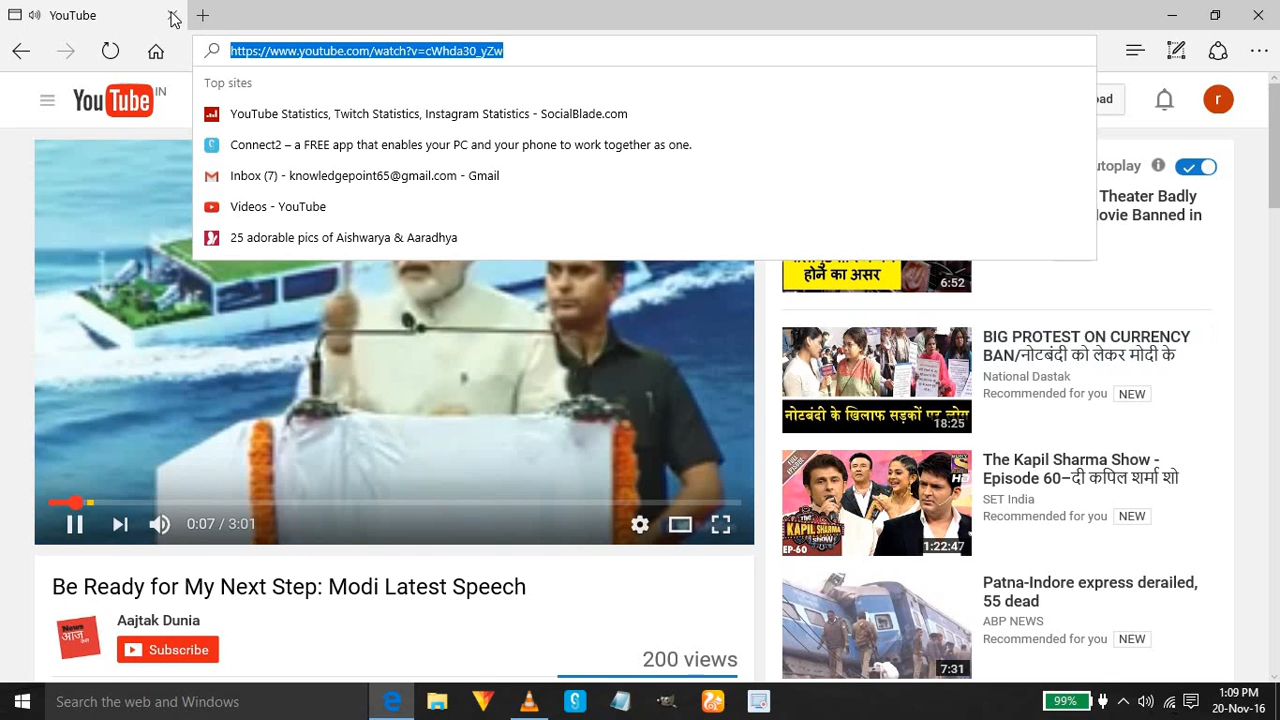 YouTube
https://www.youtube.com/watch?v=cWhda30_yZw
Top sites
YouTube Statistics, Twitch Statistics, Instagram Statistics - SocialBlade.com
Connect2 – a FREE app that enables your PC and your phone to work together as one.
Inbox (7) - knowledgepoint65@gmail.com - Gmail
Videos - YouTube
25 adorable pics of Aishwarya & Aaradhya
YouTube IN
r
Theater Badly
होने का असर
6:52
BIG PROTEST ON CURRENCY
BAN/नोटबंदी को लेकर मोदी के
National Dastak
Recommended for you NEW
नोटबंदी के खिलाफ सड़कों पर लोग
18:25
The Kapil Sharma Show -
Episode 60–दी कपिल शर्मा शो
SET India
Recommended for you NEW
FULL EPISODE
THE KAPIL SHARMA SHOW
EP-60
1:22:47
Patna-Indore express derailed,
55 dead
ABP NEWS
Recommended for you NEW
7:31
0:07 / 3:01
Be Ready for My Next Step: Modi Latest Speech
News
आज
Aajtak Dunia
Subscribe
200 views
Search the web and Windows
99%
1:09 PM
20-Nov-16